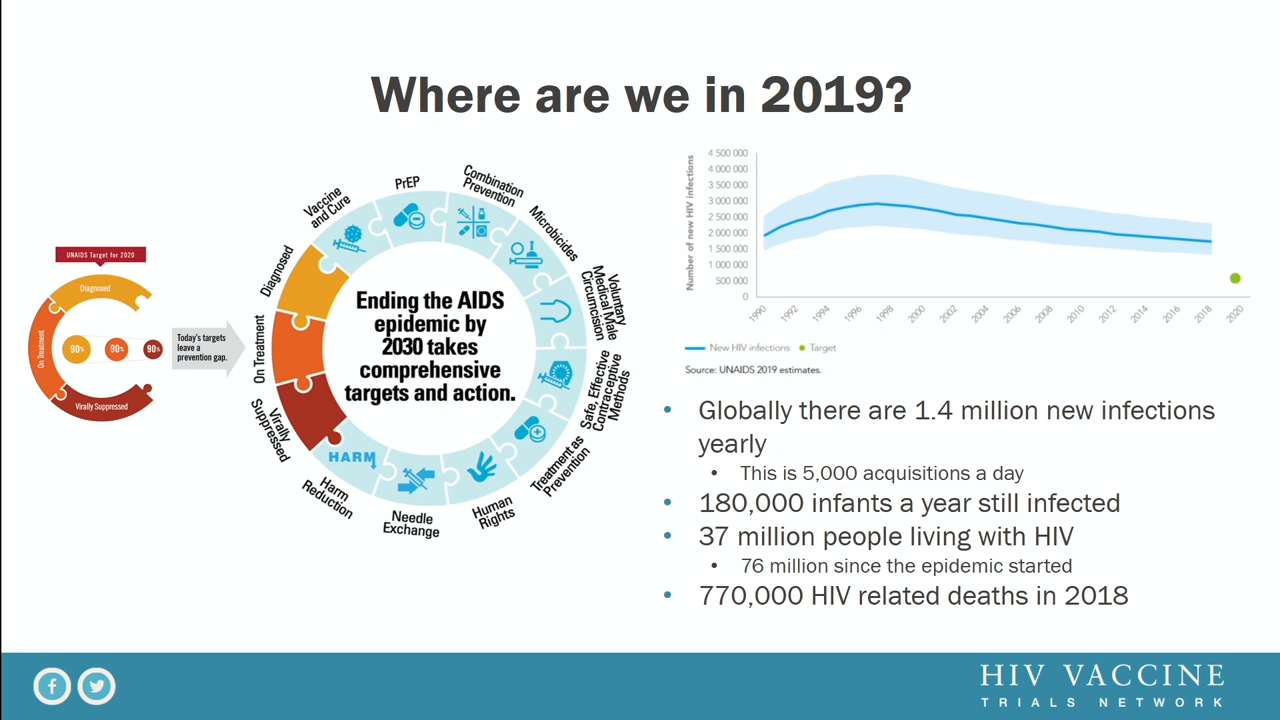 Where are we in 2019?
UNAIDS Target for 2020
Diagnosed
On Treatment
90%
90%
90%
Virally Suppressed
Today's targets
leave a
prevention gap.
Diagnosed
Vaccine
and Cure
PrEP
Combination
Prevention
Microbicides
Voluntary
Medical Male
Circumcision
Safe, Effective
Contraceptive
Methods
Treatment as
Prevention
Human
Rights
Needle
Exchange
Harm
Reduction
HARM
Virally
Suppressed
On Treatment
Ending the AIDS
epidemic by
2030 takes
comprehensive
targets and action.
Number of new HIV infections
4 500 000
4 000 000
3 500 000
3 000 000
2 500 000
2 000 000
1 500 000
1 000 000
500 000
0
1990
1992
1994
1996
1998
2000
2002
2004
2006
2008
2010
2012
2014
2016
2018
2020
New HIV infections
Target
Source: UNAIDS 2019 estimates.
• Globally there are 1.4 million new infections
yearly
• This is 5,000 acquisitions a day
• 180,000 infants a year still infected
• 37 million people living with HIV
• 76 million since the epidemic started
• 770,000 HIV related deaths in 2018
HIV VACCINE
TRIALS NETWORK